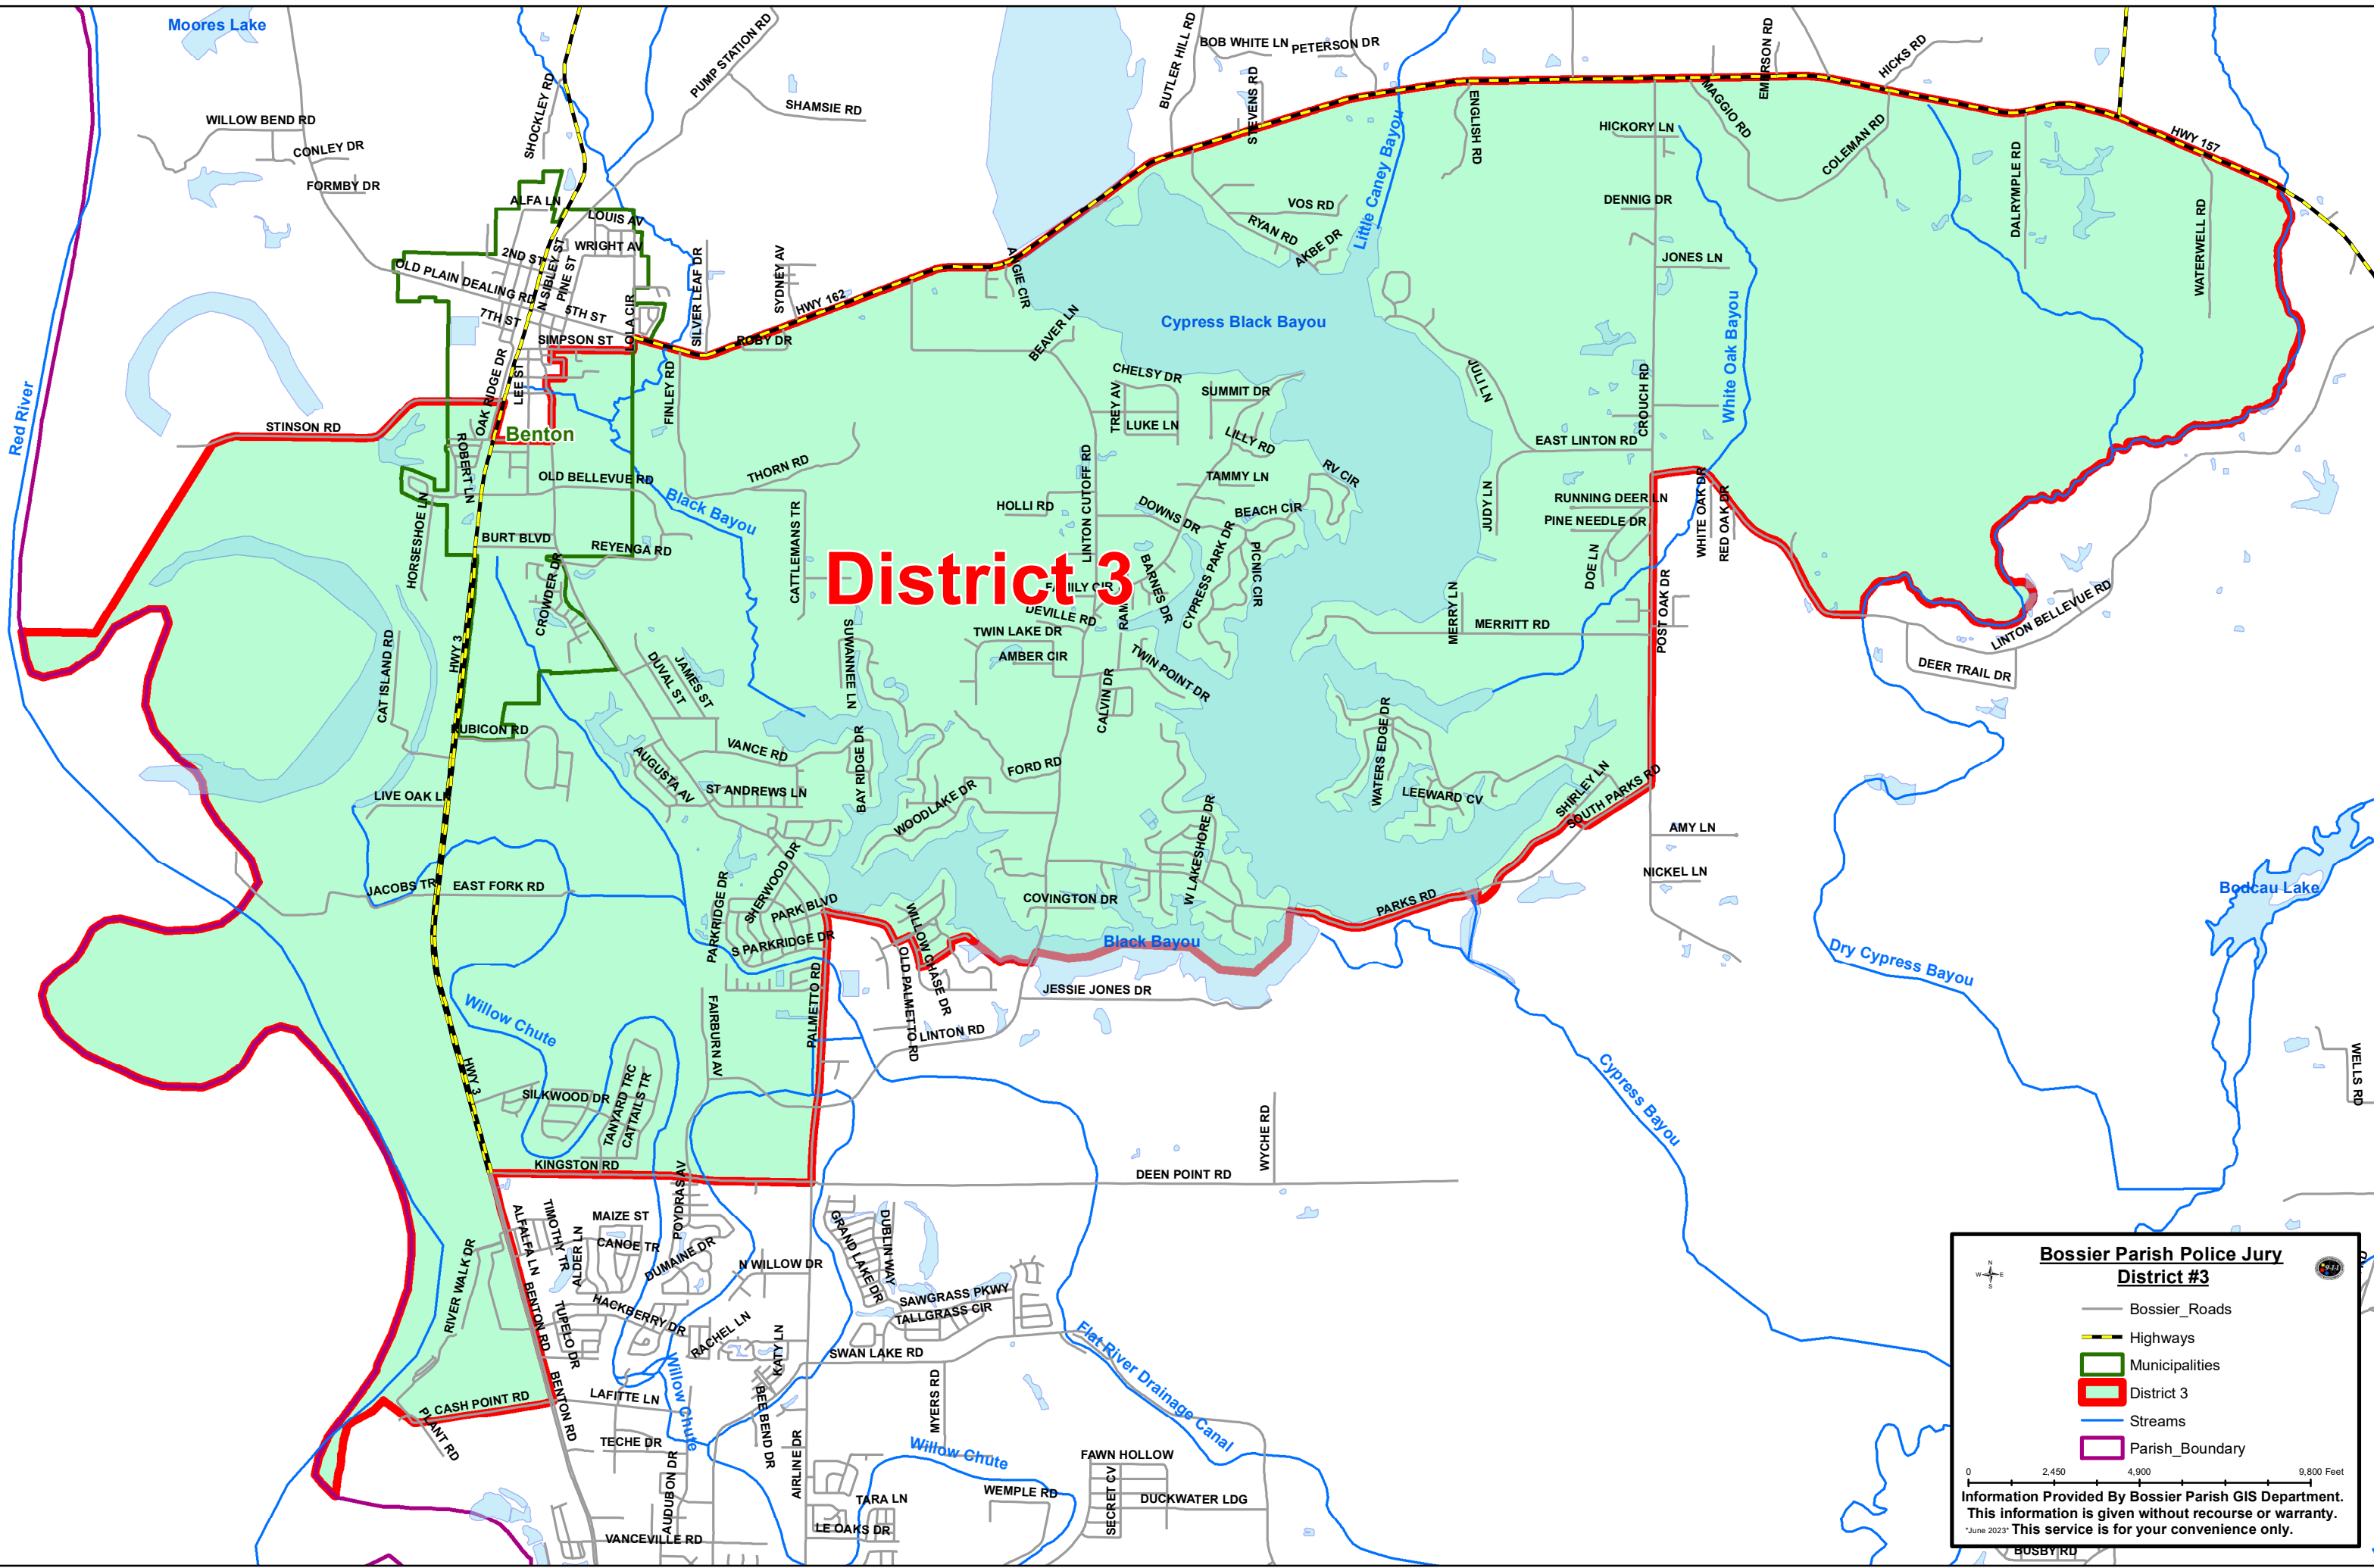 Moores Lake
PUMP STATION RD
SHAMSIE RD
SHOCKLEY RD
WILLOW BEND RD
CONLEY DR
FORMBY DR
BUTLER HILL RD
BOB WHITE LN
PETERSON DR
STEVENS RD
ENGLISH RD
EMERSON RD
HICKS RD
MAGGIO RD
COLEMAN RD
HICKORY LN
HWY 157
DALRYMPLE RD
WATERWELL RD
ALFA LN
LOUIS AV
WRIGHT AV
2ND ST
N SIBLEY ST
PINE ST
OLD PLAIN DEALING RD
7TH ST
5TH ST
LOLA CIR
SIMPSON ST
SILVER LEAF DR
SYDNEY AV
HWY 162
ROBY DR
ANGIE CIR
BEAVER LN
VOS RD
RYAN RD
AKBE DR
Little Caney Bayou
DENNIG DR
JONES LN
White Oak Bayou
Cypress Black Bayou
Red River
STINSON RD
OAK RIDGE DR
LEE ST
FINLEY RD
Benton
ROBERT LN
OLD BELLEVUE RD
HORSESHOE LN
BURT BLVD
REYENGA RD
CROWDER DR
Black Bayou
THORN RD
CATTLEMANS TR
CHELSY DR
TREY AV
LUKE LN
SUMMIT DR
LILLY RD
TAMMY LN
RV CIR
HOLLI RD
LINTON CUTOFF RD
DOWNS DR
BEACH CIR
JULI LN
CROUCH RD
EAST LINTON RD
JUDY LN
RUNNING DEER LN
PINE NEEDLE DR
WHITE OAK DR
RED OAK DR
DOE LN
POST OAK DR
District 3
FAMILY CIR
DEVILLE RD
BARNES DR
CYPRESS PARK DR
PICNIC CIR
TWIN LAKE DR
AMBER CIR
TWIN POINT DR
CALVIN DR
MERRY LN
MERRITT RD
LINTON BELLEVUE RD
DEER TRAIL DR
CAT ISLAND RD
HWY 3
RUBICON RD
DUVAL ST
JAMES ST
SUWANNEE LN
VANCE RD
AUGUSTA AV
ST ANDREWS LN
BAY RIDGE DR
FORD RD
WOODLAKE DR
WATERS EDGE DR
LEEWARD CV
SHIRLEY LN
SOUTH PARKS RD
AMY LN
NICKEL LN
LIVE OAK LN
JACOBS TR
EAST FORK RD
PARKRIDGE DR
SHERWOOD DR
PARK BLVD
S PARKRIDGE DR
WILLOW CHASE DR
OLD PALMETTO RD
COVINGTON DR
W LAKESHORE DR
PARKS RD
Black Bayou
JESSIE JONES DR
LINTON RD
PALMETTO RD
FAIRBURN AV
Bodcau Lake
Dry Cypress Bayou
Cypress Bayou
WELLS RD
Willow Chute
HWY 3
SILKWOOD DR
TANYARD TRC
CATTAILS TR
KINGSTON RD
WYCHE RD
DEEN POINT RD
POYDRAS AV
ALFALFA LN
TIMOTHY TR
ALDER LN
MAIZE ST
CANOE TR
DUMAINE DR
N WILLOW DR
GRAND LAKE DR
DUBLIN WAY
SAWGRASS PKWY
TALLGRASS CIR
RIVER WALK DR
BENTON RD
TUPELO DR
HACKBERRY DR
RACHEL LN
KATY LN
SWAN LAKE RD
Flat River Drainage Canal
CASH POINT RD
PLANT RD
BENTON RD
LAFITTE LN
Willow Chute
TECHE DR
AUDUBON DR
BEE BEND DR
AIRLINE DR
MYERS RD
Willow Chute
VANCEVILLE RD
TARA LN
LE OAKS DR
WEMPLE RD
FAWN HOLLOW
SECRET CV
DUCKWATER LDG
BUSBY RD
Bossier Parish Police Jury
District #3
N
W E
S
9-1-1
Bossier_Roads
Highways
Municipalities
District 3
Streams
Parish_Boundary
0 2,450 4,900 9,800 Feet
Information Provided By Bossier Parish GIS Department.
This information is given without recourse or warranty.
*June 2023* This service is for your convenience only.